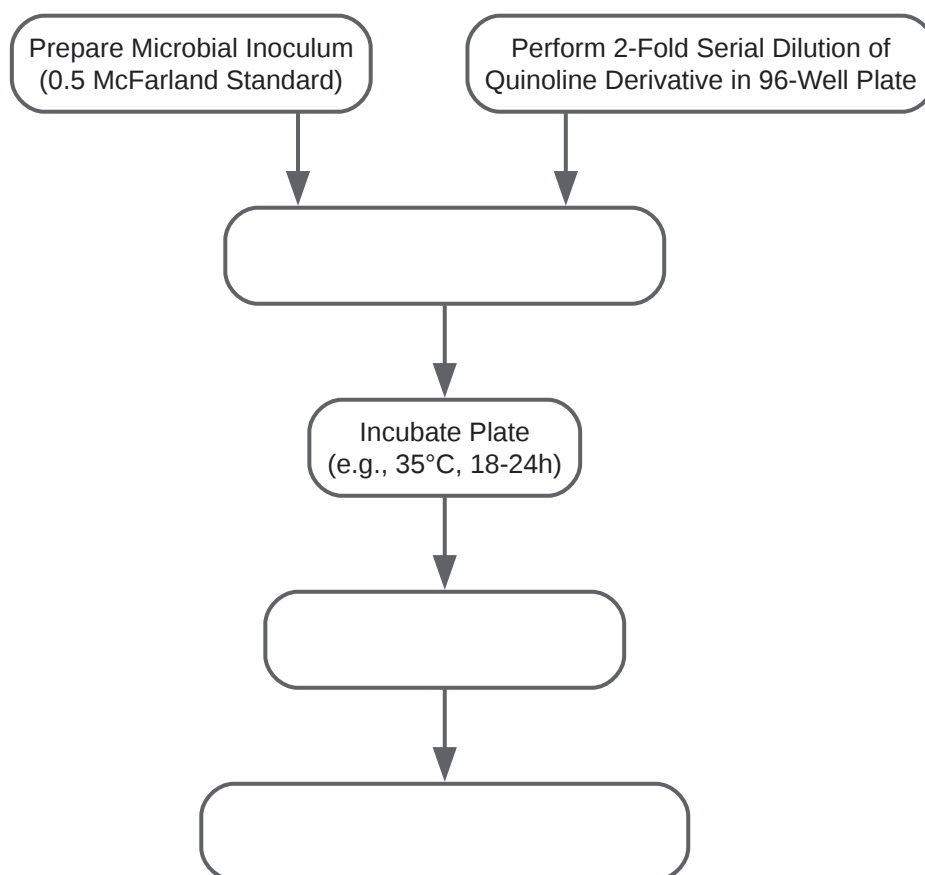 Prepare Microbial Inoculum
(0.5 McFarland Standard)
Perform 2-Fold Serial Dilution of
Quinoline Derivative in 96-Well Plate
Incubate Plate
(e.g., 35°C, 18-24h)